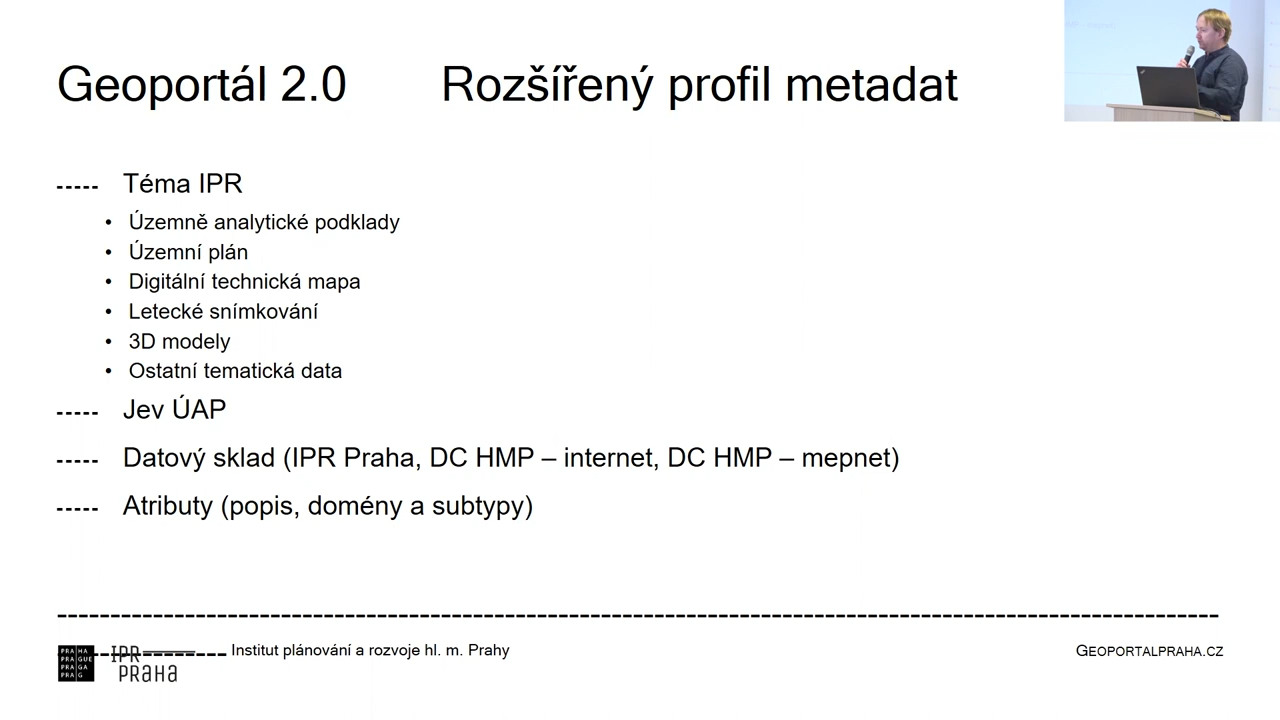 Geoportál 2.0 Rozšířený profil metadat
----- Téma IPR
• Územně analytické podklady
• Územní plán
• Digitální technická mapa
• Letecké snímkování
• 3D modely
• Ostatní tematická data
----- Jev ÚAP
----- Datový sklad (IPR Praha, DC HMP – internet, DC HMP – mepnet)
----- Atributy (popis, domény a subtypy)
PRA HA
PRA GUE
PRA GA
PRA G
IPR
PRAHA
Institut plánování a rozvoje hl. m. Prahy
GEOPORTALPRAHA.CZ